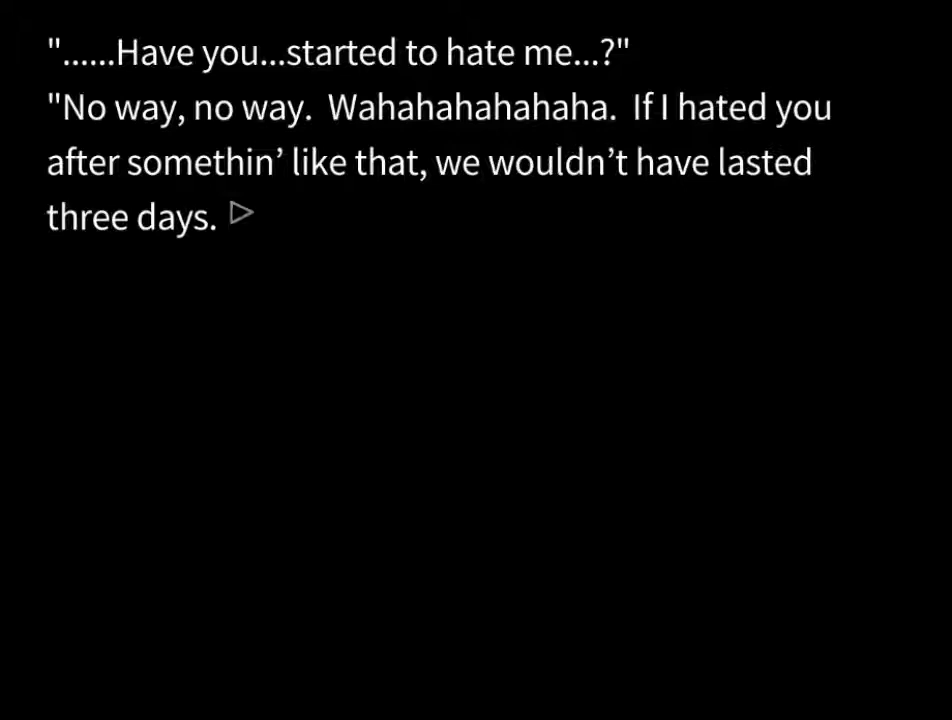 "......Have you...started to hate me...?"
"No way, no way.  Wahahahahahaha.  If I hated you
after somethin’ like that, we wouldn’t have lasted
three days.